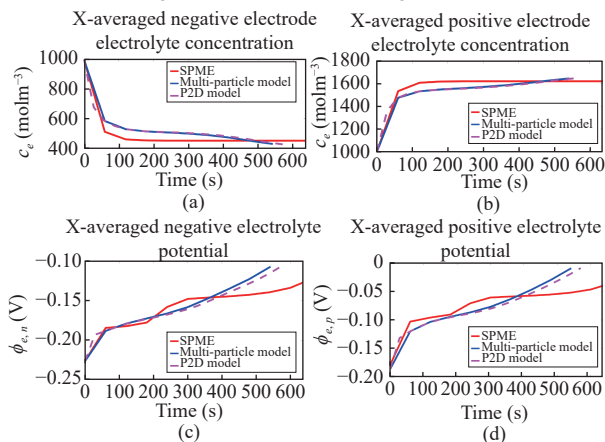 X-averaged negative electrode
electrolyte concentration
1000
800
600
400
c_e (molm⁻³)
SPME
Multi-particle model
P2D model
0 100 200 300 400 500 600
Time (s)
(a)
X-averaged positive electrode
electrolyte concentration
1800
1600
1400
1200
1000
c_e (molm⁻³)
SPME
Multi-particle model
P2D model
0 100 200 300 400 500 600
Time (s)
(b)
X-averaged negative electrolyte
potential
−0.10
−0.15
−0.20
−0.25
ϕ_{e,n} (V)
SPME
Multi-particle model
P2D model
0 100 200 300 400 500 600
Time (s)
(c)
X-averaged positive electrolyte
potential
0
−0.05
−0.10
−0.15
−0.20
ϕ_{e,p} (V)
SPME
Multi-particle model
P2D model
0 100 200 300 400 500 600
Time (s)
(d)